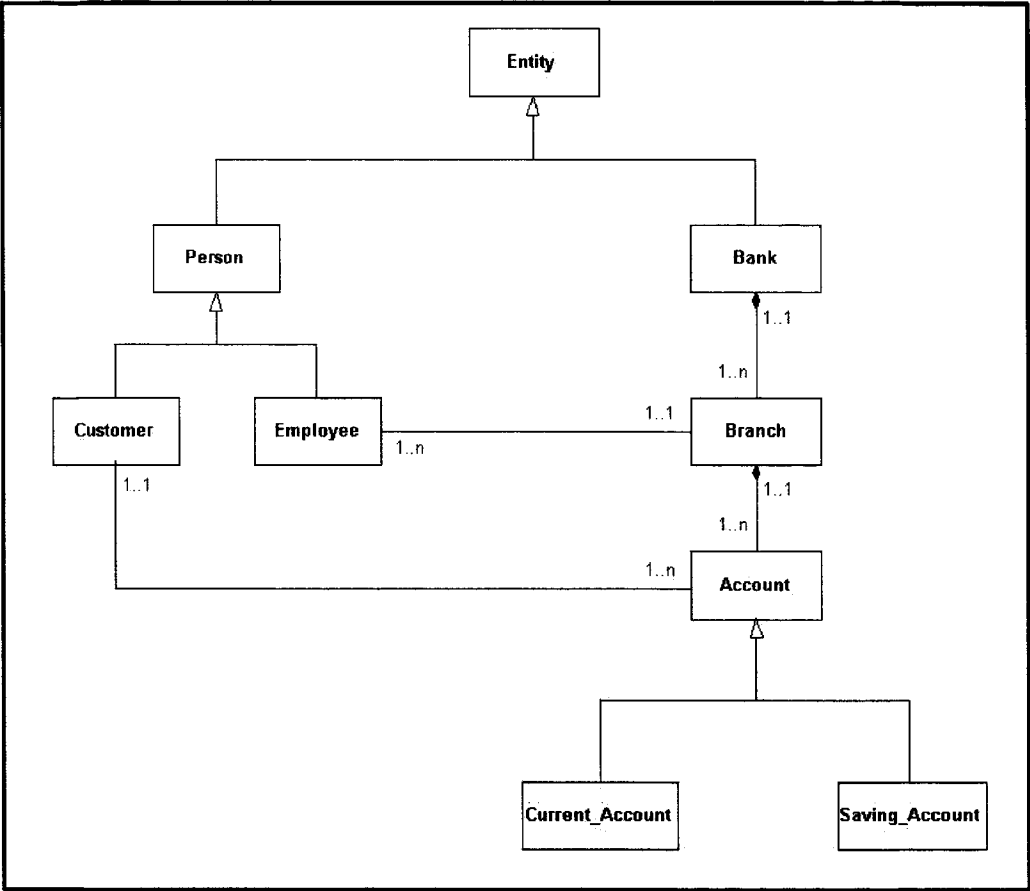 Entity
Person
Bank
1..1
1..n
Customer
Employee
1..1
Branch
1..n
1..1
1..1
1..n
1..n
Account
Current_Account
Saving_Account